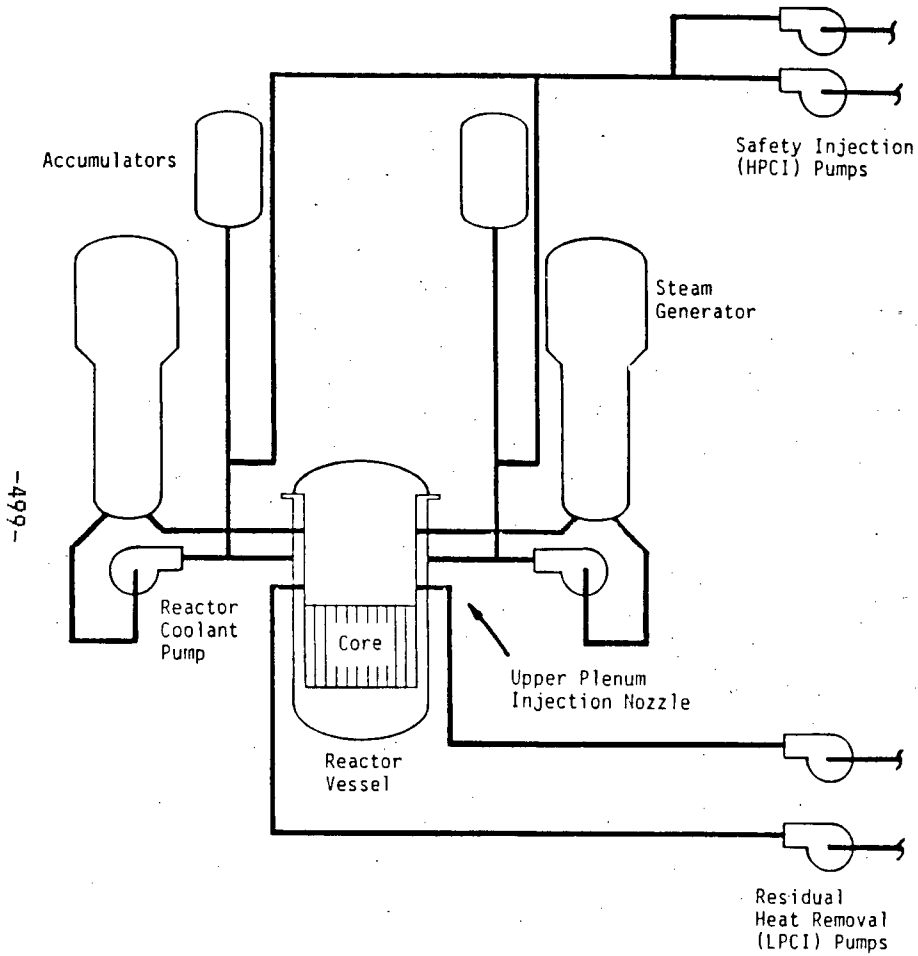 Safety Injection
(HPCI) Pumps
Accumulators
Steam
Generator
-499-
Reactor
Coolant
Pump
Core
Upper Plenum
Injection Nozzle
Reactor
Vessel
Residual
Heat Removal
(LPCI) Pumps